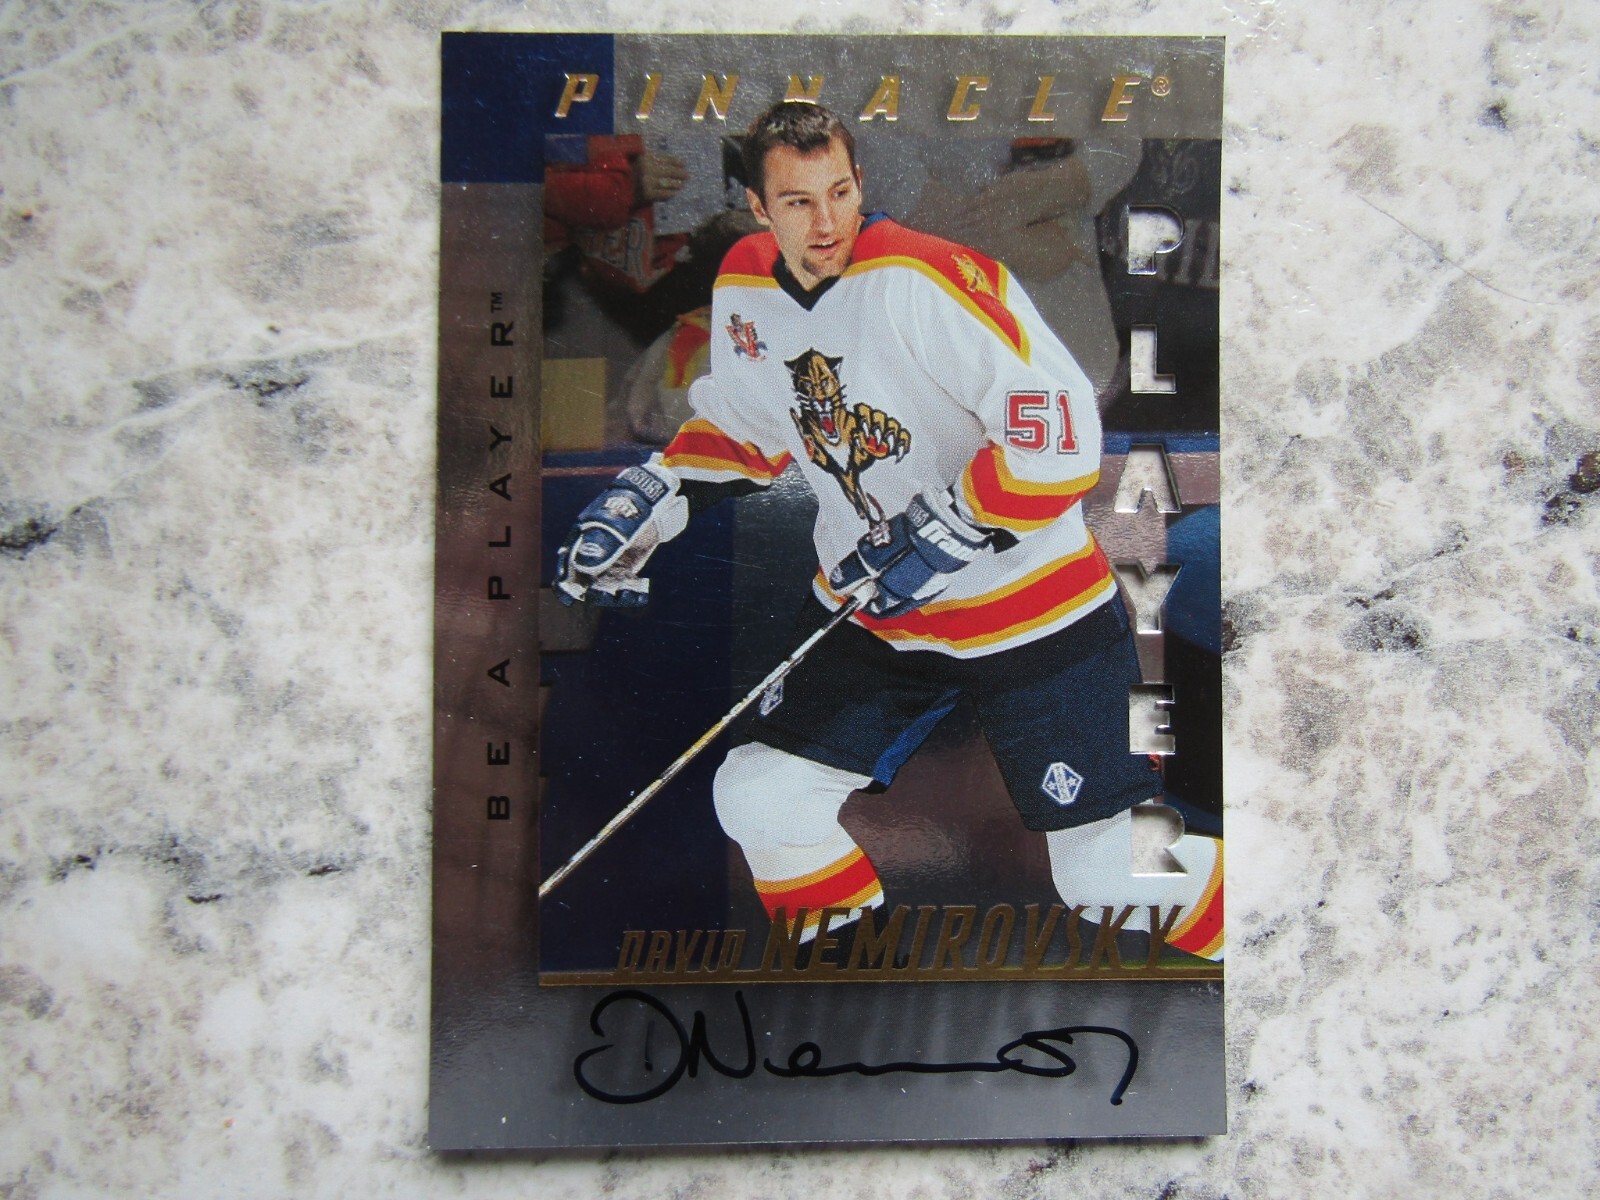 PINNACLE®
BE A PLAYER™
PLAYER
51
DAVID NEMIROVSKY